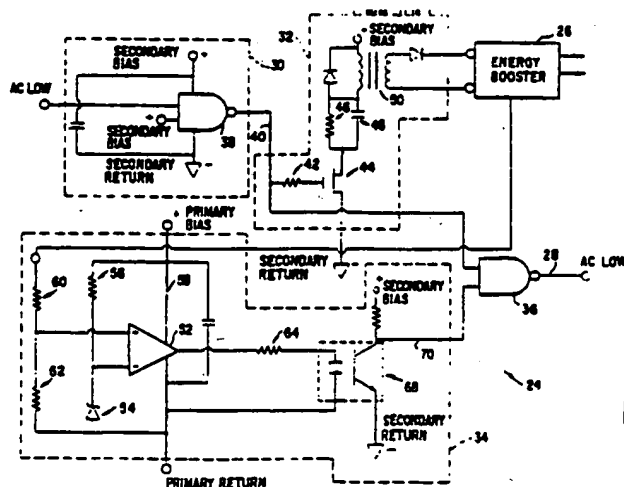 SECONDARY
BIAS
30
32
SECONDARY
BIAS
26
ENERGY
BOOSTER
AC LOW
SECONDARY
BIAS
38
40
50
46
46
SECONDARY
RETURN
42
44
+ PRIMARY
BIAS
SECONDARY
RETURN
28
AC LOW
36
60
56
58
SECONDARY
BIAS
52
64
70
62
54
68
24
SECONDARY
RETURN
34
PRIMARY RETURN